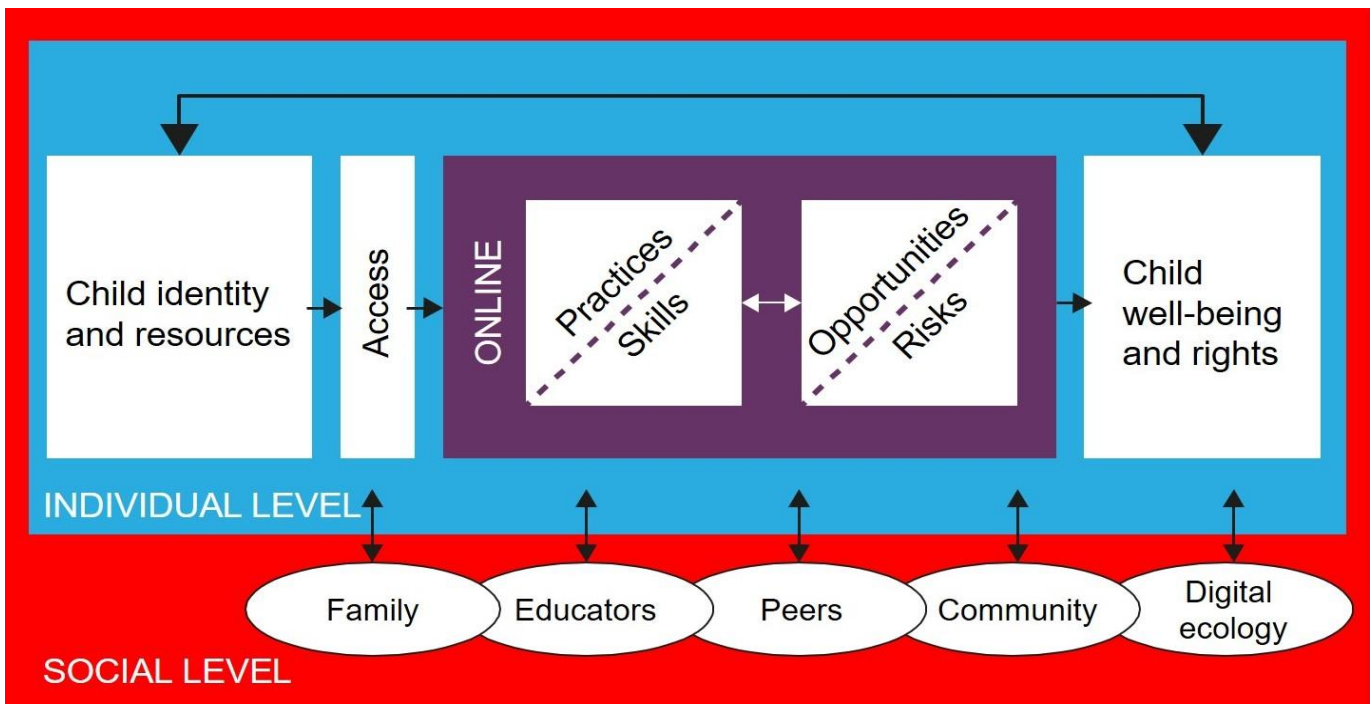 Child identity
and resources
Access
ONLINE
Practices
Skills
Opportunities
Risks
Child
well-being
and rights
INDIVIDUAL LEVEL
Family
Educators
Peers
Community
Digital
ecology
SOCIAL LEVEL